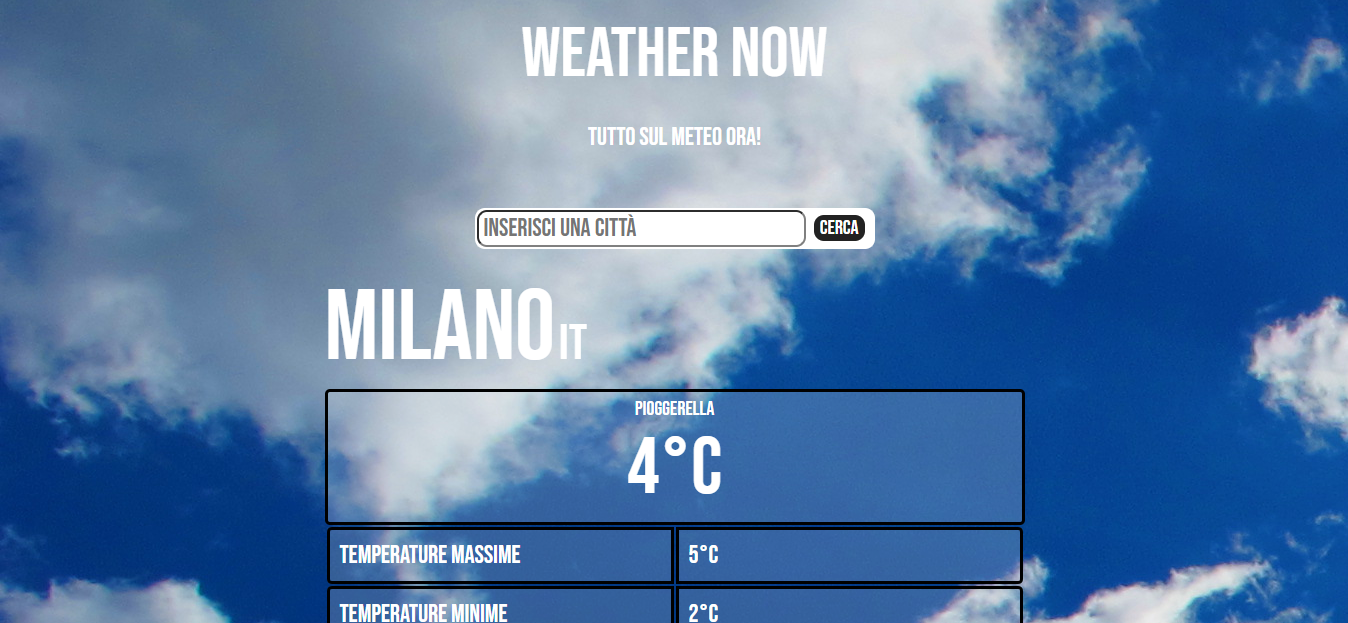 WEATHER NOW
TUTTO SUL METEO ORA!
INSERISCI UNA CITTÀ CERCA
MILANO IT
PIOGGERELLA
4°C
TEMPERATURE MASSIME 5°C
TEMPERATURE MINIME 2°C